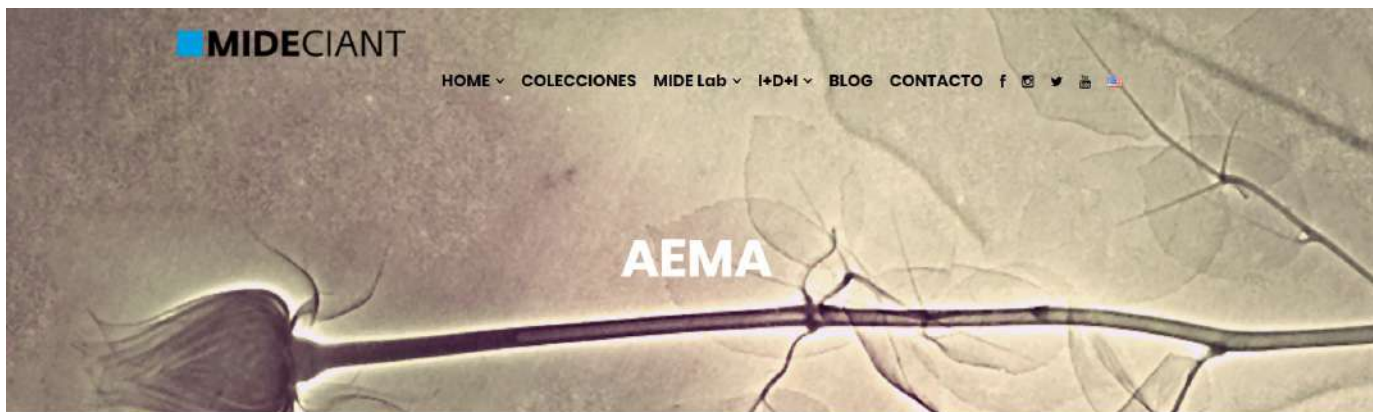 MIDECIANT
HOME COLECCIONES MIDE Lab I+D+I BLOG CONTACTO
AEMA